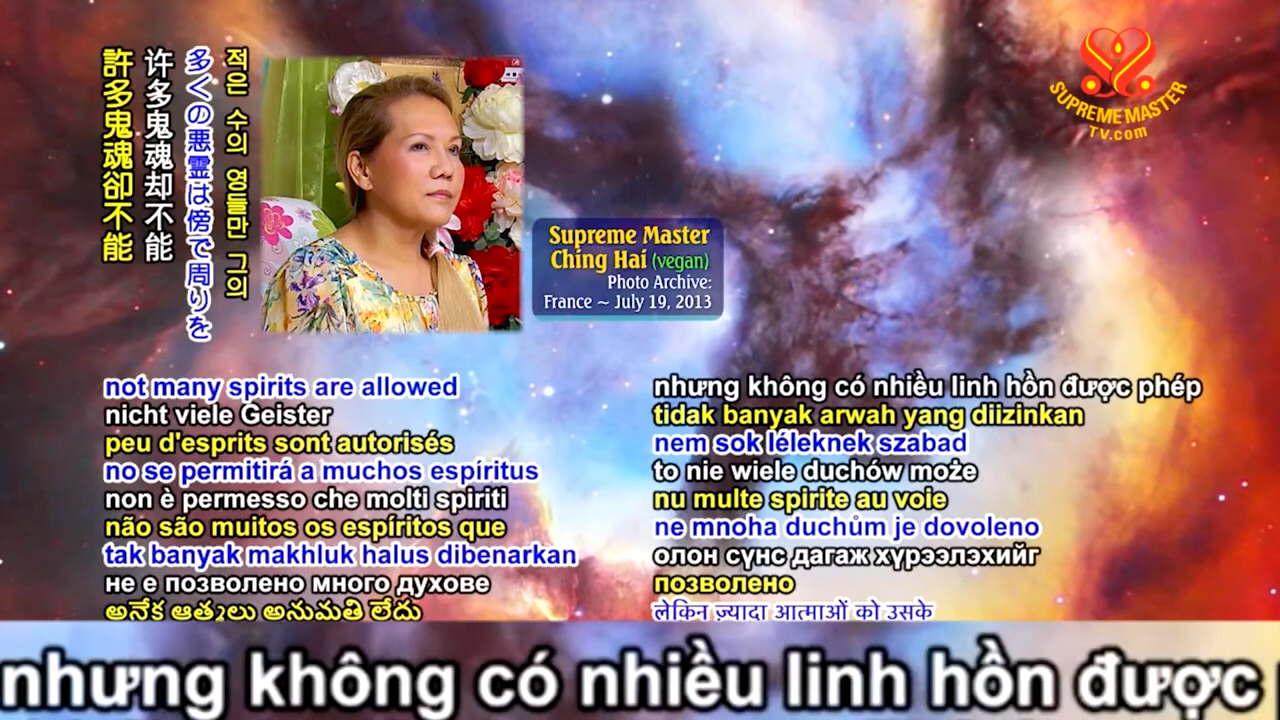 許多鬼魂卻不能
许多鬼魂却不能
多くの悪霊は傍で周りを
적은 수의 영들만 그의
SUPREME MASTER
TV.com
Supreme Master
Ching Hai (vegan)
Photo Archive:
France ~ July 19, 2013
not many spirits are allowed
nicht viele Geister
peu d'esprits sont autorisés
no se permitirá a muchos espíritus
non è permesso che molti spiriti
não são muitos os espíritos que
tak banyak makhluk halus dibenarkan
не е позволено много духове
అనేక ఆత్మలు అనుమతి లేదు
nhưng không có nhiều linh hồn được phép
tidak banyak arwah yang diizinkan
nem sok léleknek szabad
to nie wiele duchów może
nu multe spirite au voie
ne mnoha duchům je dovoleno
олон сүнс дагаж хүрээлэхийг
позволено
लेकिन ज़्यादा आत्माओं को उसके
nhưng không có nhiều linh hồn được